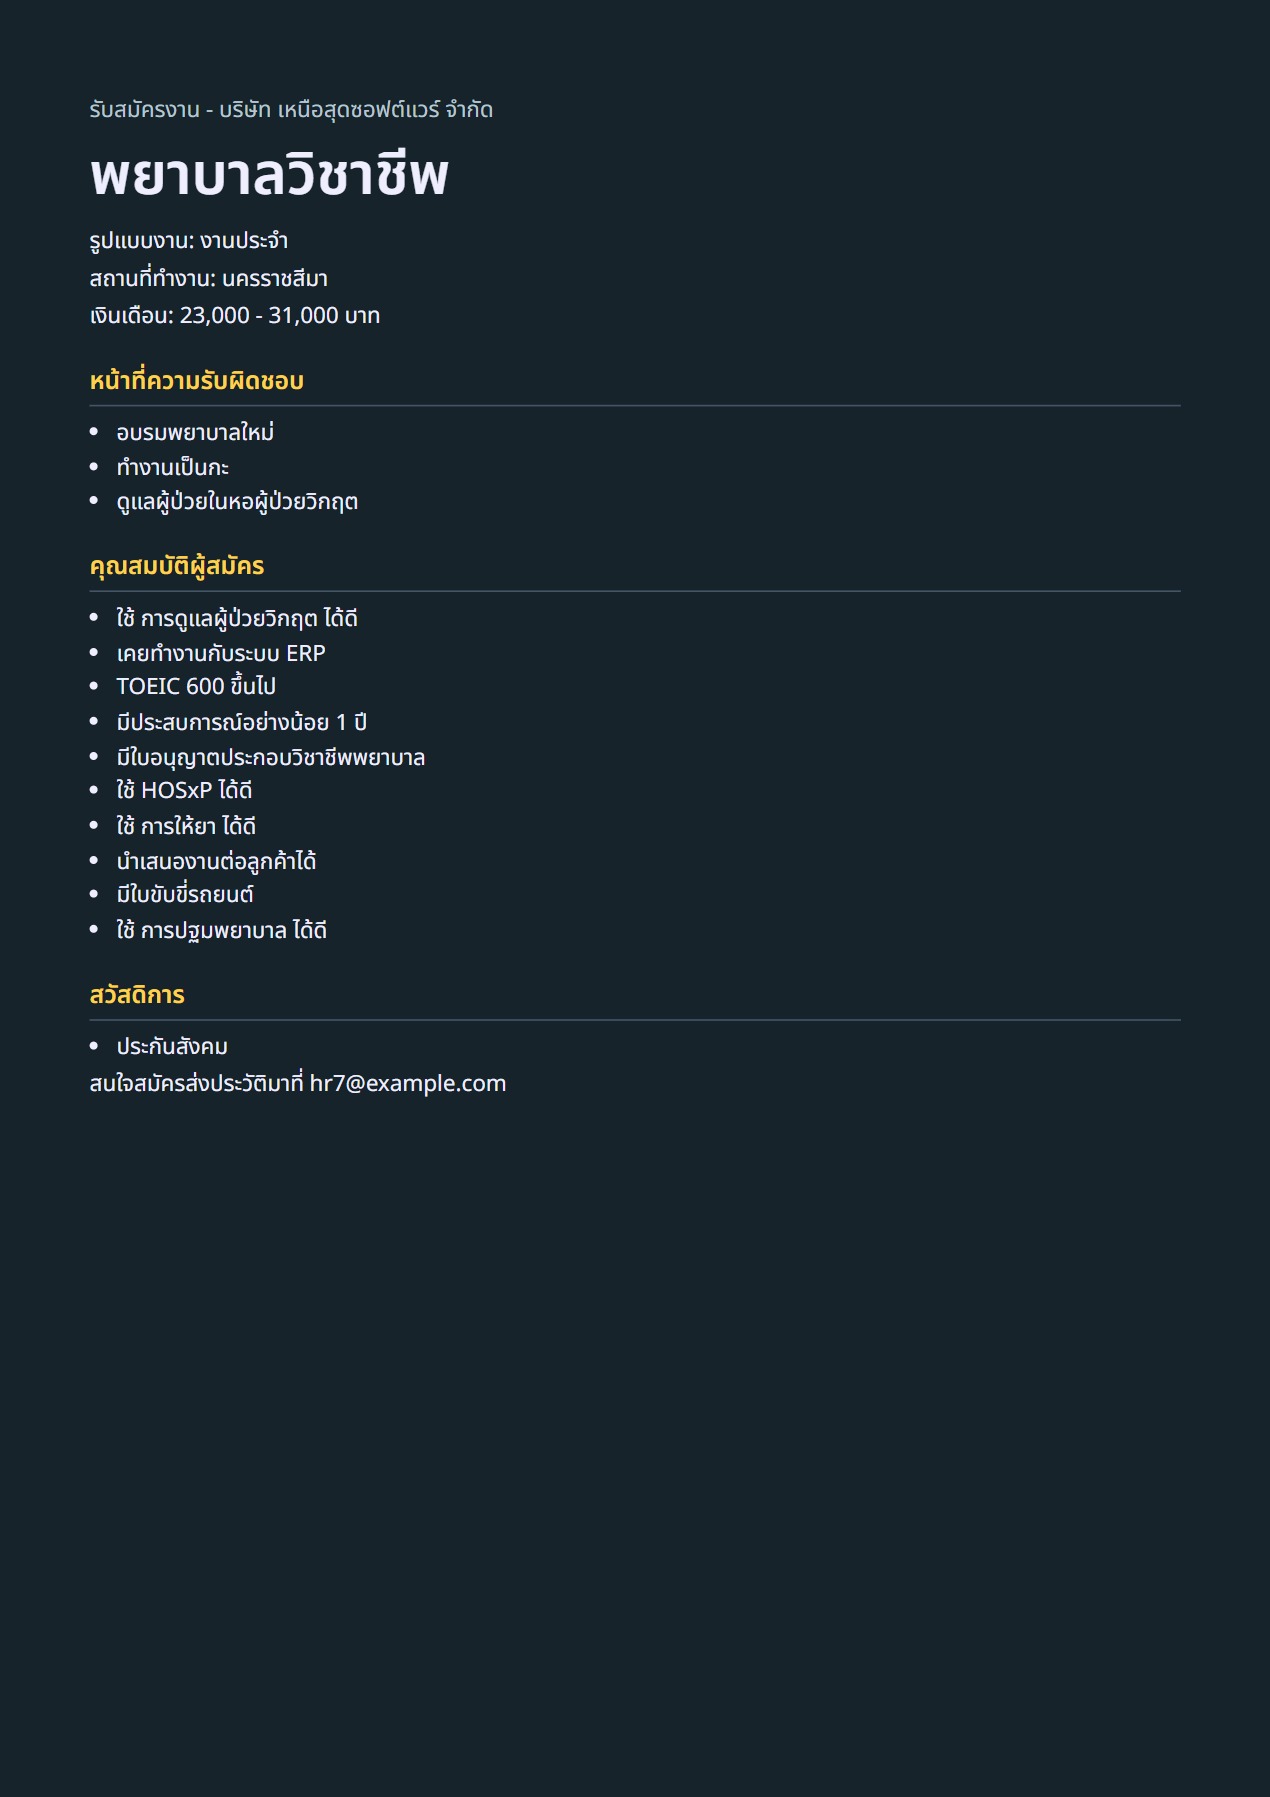 รับสมัครงาน - บริษัท เหนือสุดซอฟต์แวร์ จำกัด
พยาบาลวิชาชีพ
รูปแบบงาน: งานประจำ
สถานที่ทำงาน: นครราชสีมา
เงินเดือน: 23,000 - 31,000 บาท
หน้าที่ความรับผิดชอบ
• อบรมพยาบาลใหม่
• ทำงานเป็นกะ
• ดูแลผู้ป่วยในหอผู้ป่วยวิกฤต
คุณสมบัติผู้สมัคร
• ใช้ การดูแลผู้ป่วยวิกฤต ได้ดี
• เคยทำงานกับระบบ ERP
• TOEIC 600 ขึ้นไป
• มีประสบการณ์อย่างน้อย 1 ปี
• มีใบอนุญาตประกอบวิชาชีพพยาบาล
• ใช้ HOSxP ได้ดี
• ใช้ การให้ยา ได้ดี
• นำเสนองานต่อลูกค้าได้
• มีใบขับขี่รถยนต์
• ใช้ การปฐมพยาบาล ได้ดี
สวัสดิการ
• ประกันสังคม
สนใจสมัครส่งประวัติมาที่ hr7@example.com